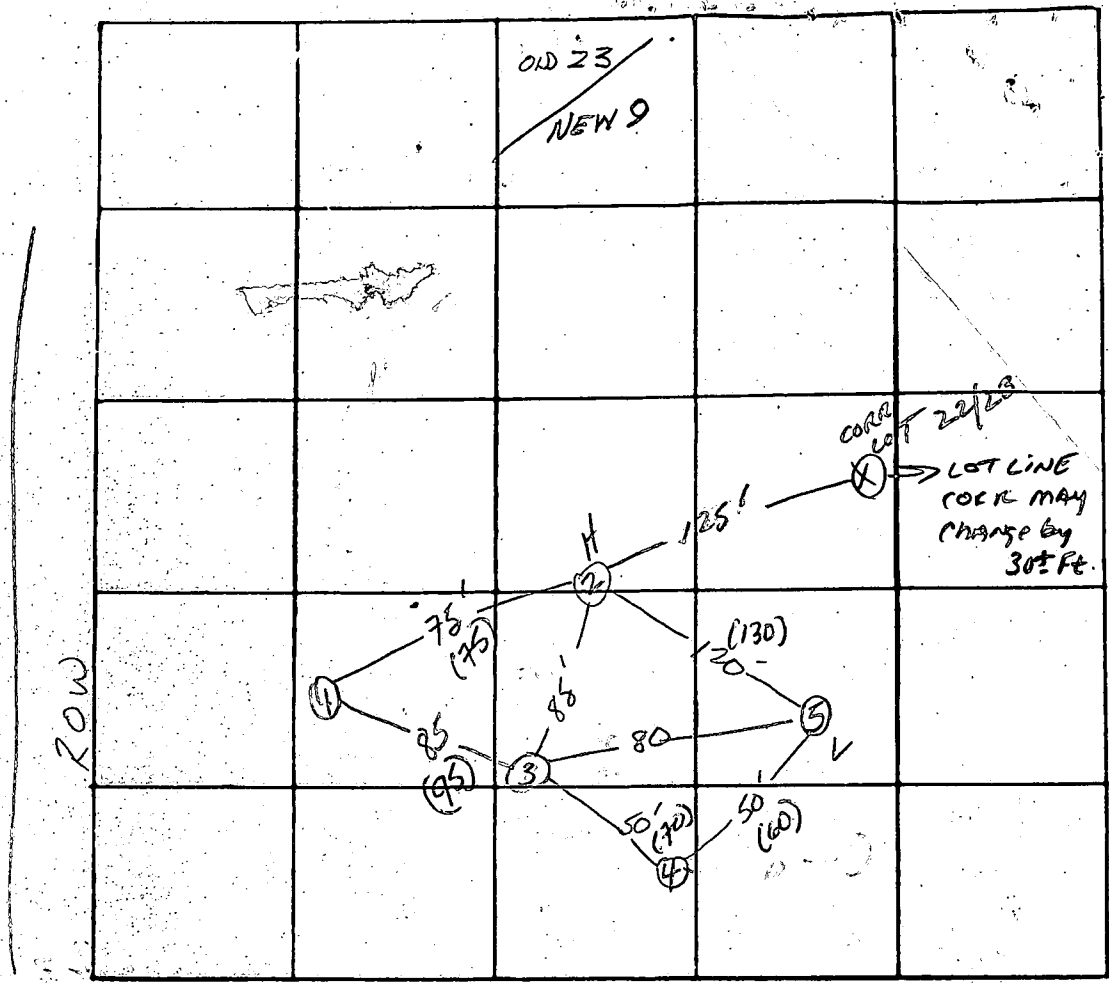 OLD 23
NEW 9
CORR
LOT 22/23
X
LOT LINE
CORR MAY
Change by
30± Ft.
125'
H
2
75'
(75)
(130)
120
1
85'
5
V
80
85
(95)
3
50'
(70)
50'
(60)
4
ROW